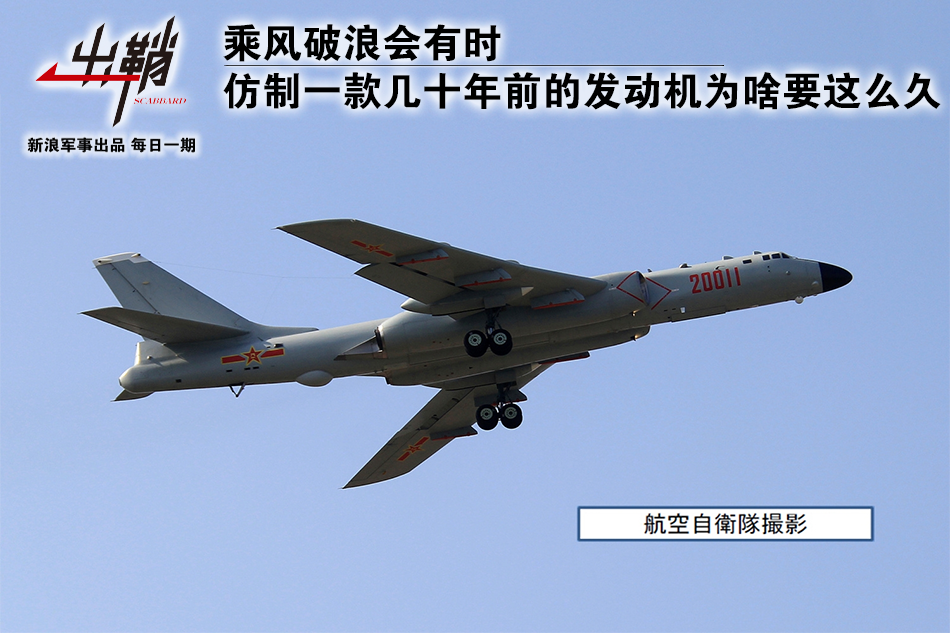 出鞘
SCABBARD
新浪军事出品 每日一期
乘风破浪会有时
仿制一款几十年前的发动机为啥要这么久
20011
航空自衛隊撮影